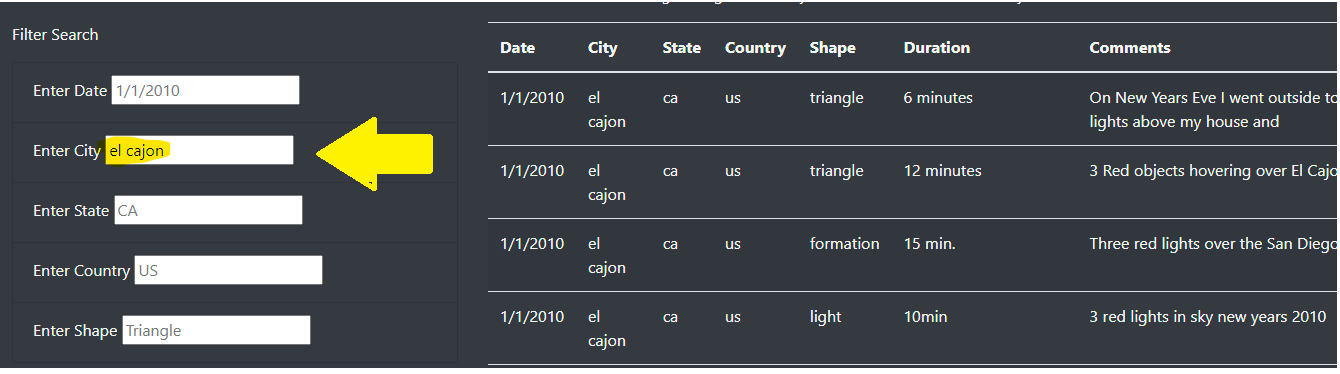 Filter Search
Enter Date 1/1/2010
Enter City el cajon
Enter State CA
Enter Country US
Enter Shape Triangle
Date City State Country Shape Duration Comments
1/1/2010 el ca us triangle 6 minutes On New Years Eve I went outside to
cajon lights above my house and
1/1/2010 el ca us triangle 12 minutes 3 Red objects hovering over El Cajo
cajon
1/1/2010 el ca us formation 15 min. Three red lights over the San Diego
cajon
1/1/2010 el ca us light 10min 3 red lights in sky new years 2010
cajon